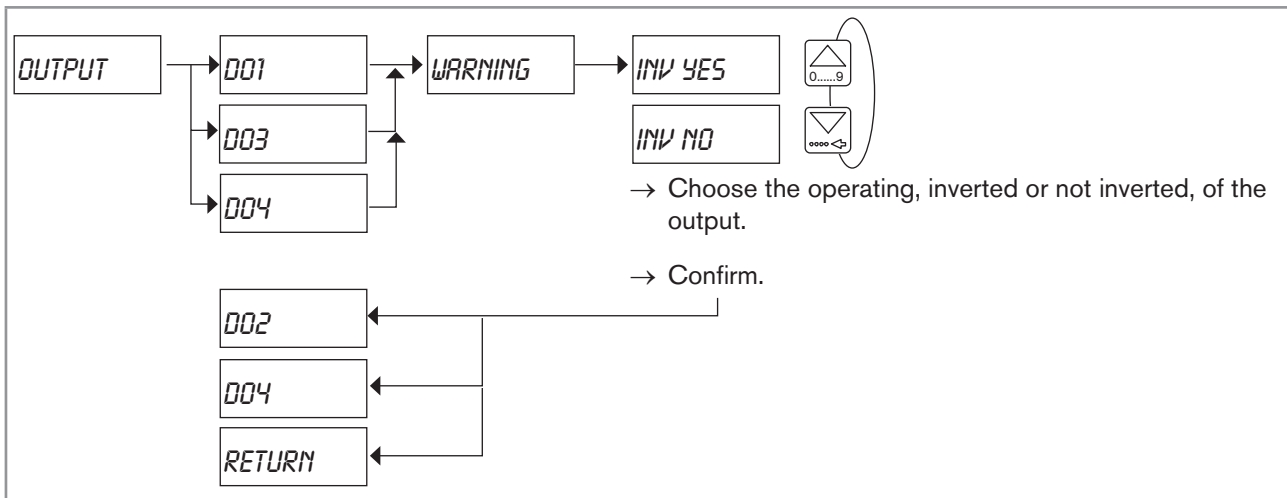 OUTPUT
DO1
WARNING
INV YES
0......9
DO3
INV NO
DO4
→ Choose the operating, inverted or not inverted, of the
output.
→ Confirm.
DO2
DO4
RETURN